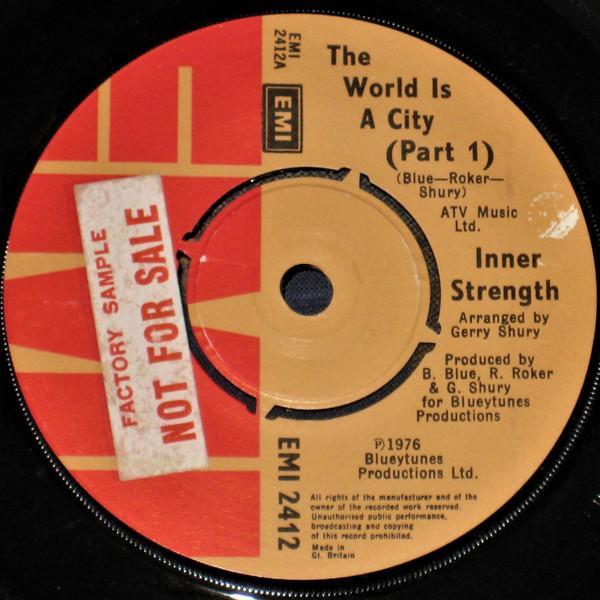 EMI
2412A
EMI
The
World Is
A City
(Part 1)
(Blue—Roker—
Shury)
ATV Music
Ltd.
Inner
Strength
Arranged by
Gerry Shury
Produced by
B. Blue, R. Roker
& G. Shury
for Blueytunes
Productions
℗1976
Blueytunes
Productions Ltd.
EMI 2412
All rights of the manufacturer and of the
owner of the recorded work reserved.
Unauthorised public performance,
broadcasting and copying
of this record prohibited.
Made in
Gt. Britain
FACTORY SAMPLE
NOT FOR SALE